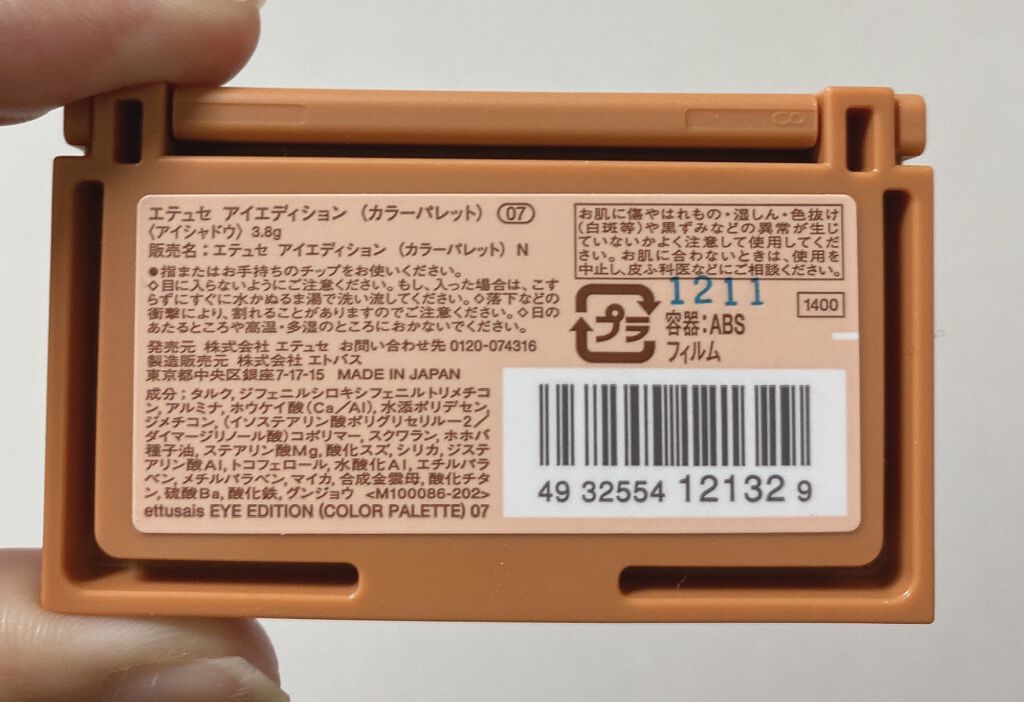 エテュセ アイエディション (カラーパレット) 07
〈アイシャドウ〉 3.8g
販売名：エテュセ アイエディション (カラーパレット) N
●指またはお手持ちのチップをお使いください。
◇目に入らないようにご注意ください。もし、入った場合は、こす
らずにすぐに水かぬるま湯で洗い流してください。◇落下などの
衝撃により、割れることがありますのでご注意ください。◇日の
あたるところや高温・多湿のところにおかないでください。
発売元 株式会社 エテュセ お問い合わせ先 0120-074316
製造販売元 株式会社 エトバス
東京都中央区銀座7-17-15 MADE IN JAPAN
成分：タルク, ジフェニルシロキシフェニルトリメチコ
ン, アルミナ, ホウケイ酸(Ca/Al), 水添ポリデセン,
ジメチコン, (イソステアリン酸ポリグリセリル－2/
ダイマージリノール酸)コポリマー, スクワラン, ホホバ
種子油, ステアリン酸Mg, 酸化スズ, シリカ, ジステ
アリン酸Al, トコフェロール, 水酸化Al, エチルパラ
ベン, メチルパラベン, マイカ, 合成金雲母, 酸化チタ
ン, 硫酸Ba, 酸化鉄, グンジョウ <M100086-202>
ettusais EYE EDITION (COLOR PALETTE) 07
お肌に傷やはれもの・湿しん・色抜け
(白斑等)や黒ずみなどの異常が生じ
ていないかよく注意して使用してくだ
さい。お肌に合わないときは、使用を
中止し、皮ふ科医などにご相談ください。
1211
1400
プラ
容器：ABS
フィルム
49 32554 12132 9
8